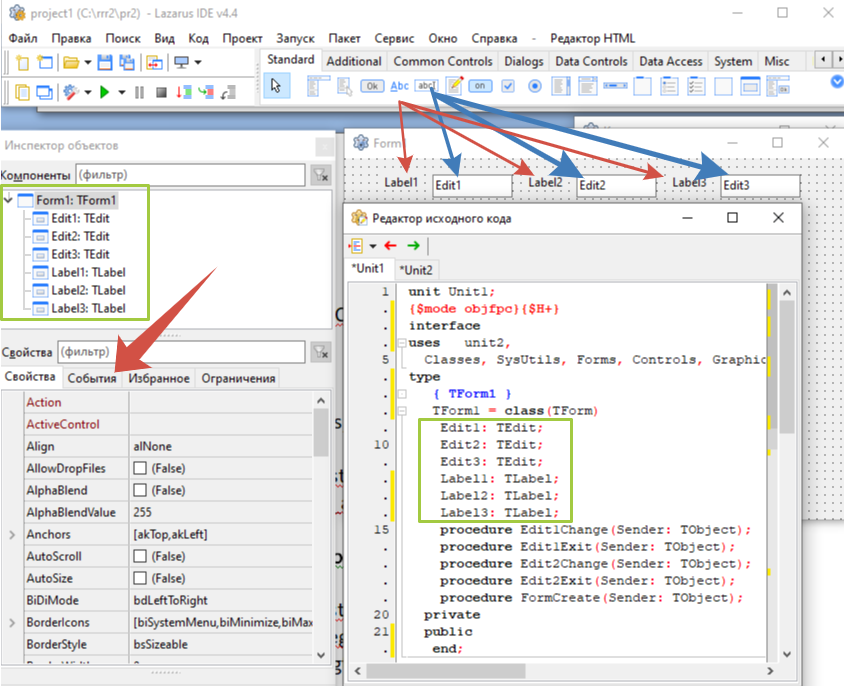 project1 (C:\rrr2\pr2) - Lazarus IDE v4.4
Файл Правка Поиск Вид Код Проект Запуск Пакет Сервис Окно Справка - Редактор HTML
Standard Additional Common Controls Dialogs Data Controls Data Access System Misc
Ok Abc abc on
Инспектор объектов
Компоненты (фильтр)
Form1: TForm1
Edit1: TEdit
Edit2: TEdit
Edit3: TEdit
Label1: TLabel
Label2: TLabel
Label3: TLabel
Свойства (фильтр)
Свойства События Избранное Ограничения
Action
ActiveControl
Align alNone
AllowDropFiles (False)
AlphaBlend (False)
AlphaBlendValue 255
Anchors [akTop,akLeft]
AutoScroll (False)
AutoSize (False)
BiDiMode bdLeftToRight
BorderIcons [biSystemMenu,biMinimize,biMax
BorderStyle bsSizeable
Form
Label1 Edit1 Label2 Edit2 Label3 Edit3
Редактор исходного кода
*Unit1 *Unit2
1 unit Unit1;
. {$mode objfpc}{$H+}
. interface
. uses unit2,
5 Classes, SysUtils, Forms, Controls, Graphic
. type
. { TForm1 }
. TForm1 = class(TForm)
. Edit1: TEdit;
10 Edit2: TEdit;
. Edit3: TEdit;
. Label1: TLabel;
. Label2: TLabel;
. Label3: TLabel;
15 procedure Edit1Change(Sender: TObject);
. procedure Edit1Exit(Sender: TObject);
. procedure Edit2Change(Sender: TObject);
. procedure Edit2Exit(Sender: TObject);
. procedure FormCreate(Sender: TObject);
20 private
21 public
. end;